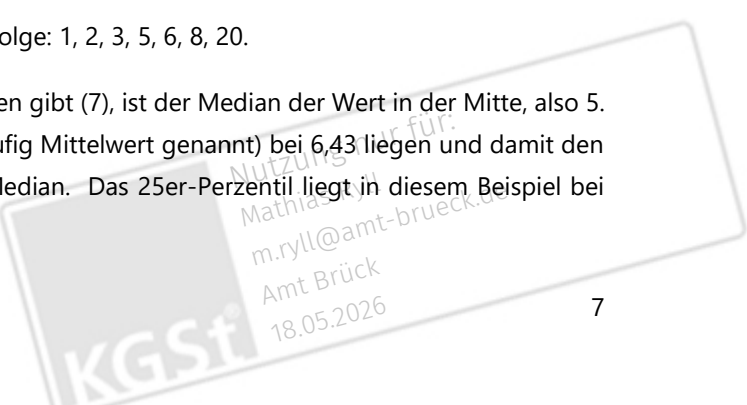 olge: 1, 2, 3, 5, 6, 8, 20.
en gibt (7), ist der Median der Wert in der Mitte, also 5.
ufig Mittelwert genannt) bei 6,43 liegen und damit den
Median. Das 25er-Perzentil liegt in diesem Beispiel bei
Nutzung nur für:
Mathias Ryll
m.ryll@amt-brueck.de
Amt Brück
18.05.2026
KGSt®
7